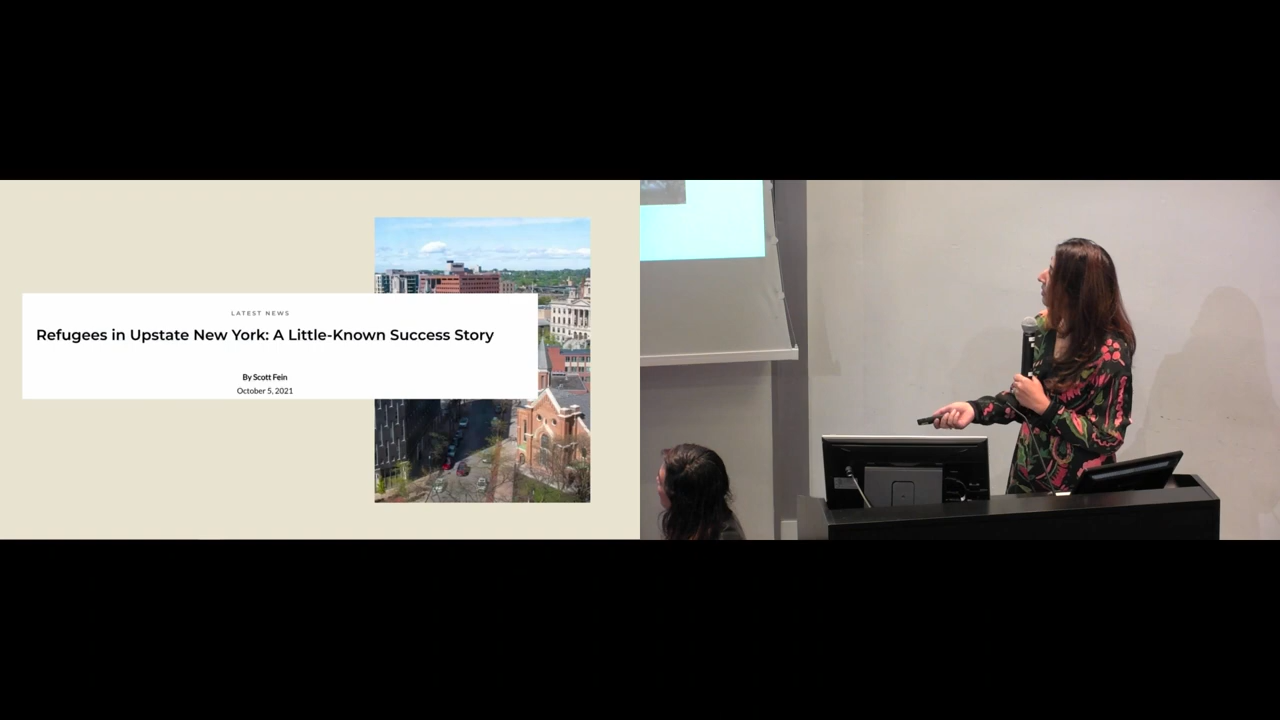 LATEST NEWS
Refugees in Upstate New York: A Little-Known Success Story
By Scott Fein
October 5, 2021